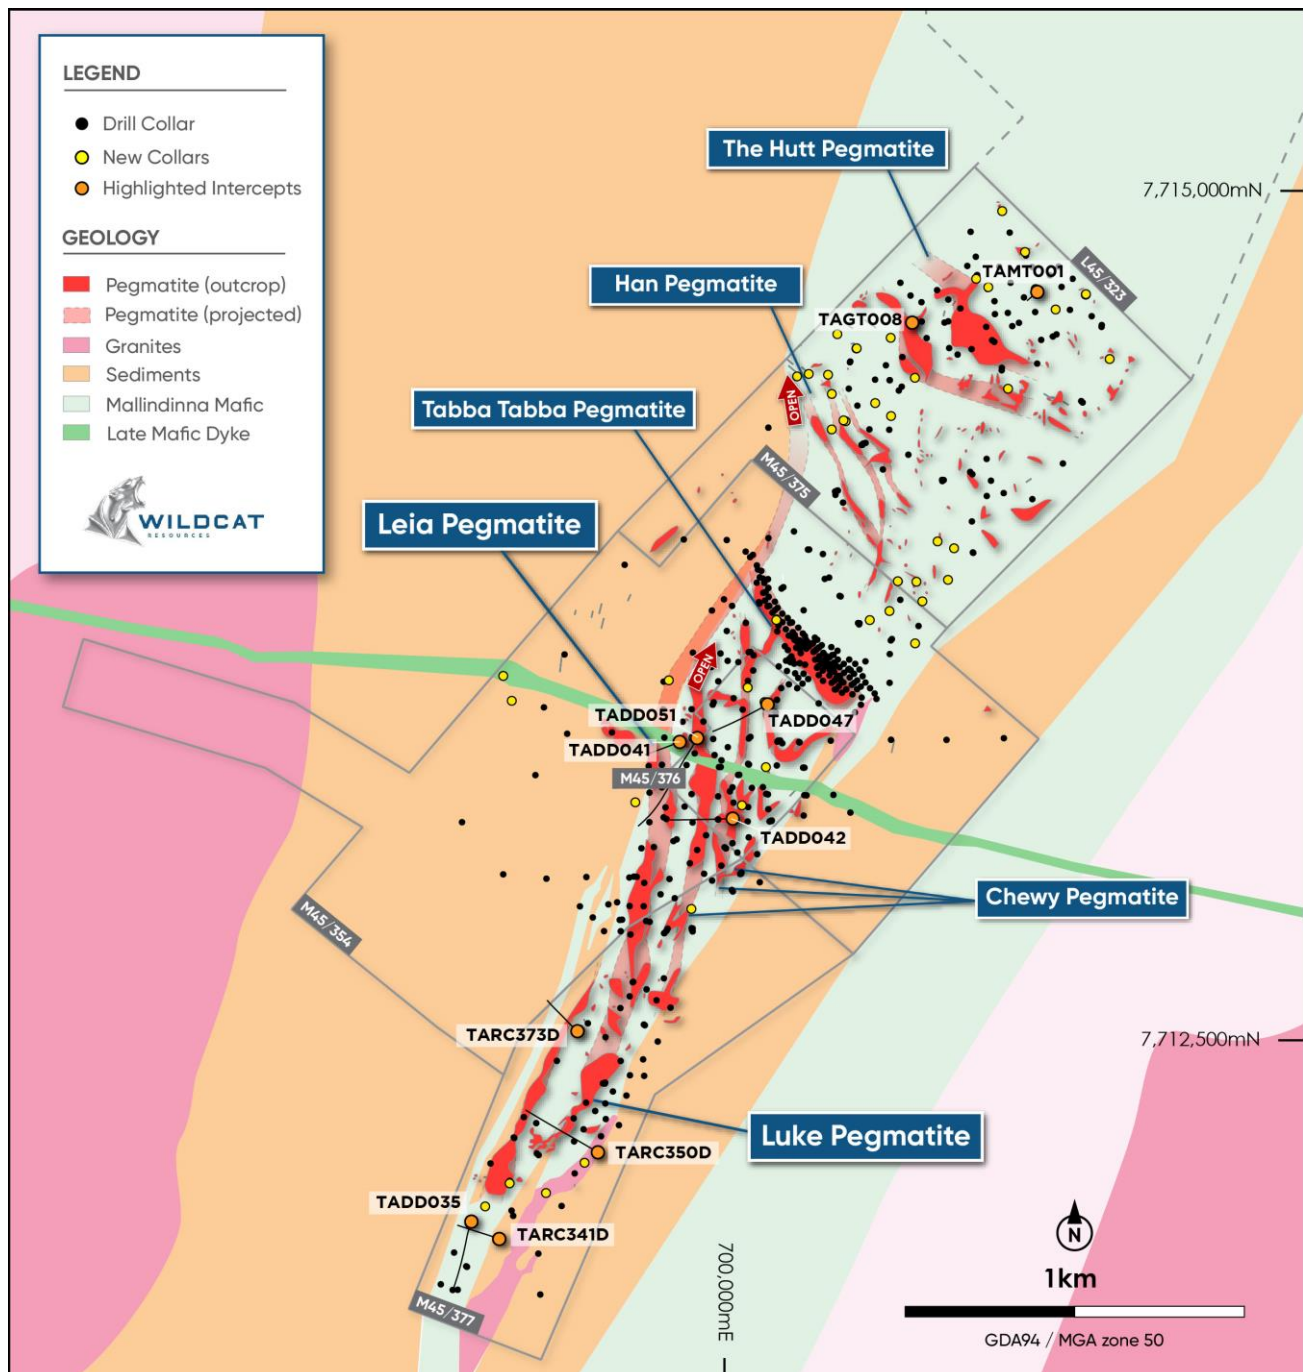 LEGEND
Drill Collar
New Collars
Highlighted Intercepts
GEOLOGY
Pegmatite (outcrop)
Pegmatite (projected)
Granites
Sediments
Mallindinna Mafic
Late Mafic Dyke
WILDCAT
RESOURCES
The Hutt Pegmatite
7,715,000mN
L45/323
TAMT001
Han Pegmatite
TAGT008
OPEN
Tabba Tabba Pegmatite
M45/375
Leia Pegmatite
OPEN
TADD051
TADD047
TADD041
M45/376
TADD042
Chewy Pegmatite
M45/354
TARC373D
7,712,500mN
Luke Pegmatite
TARC350D
TADD035
TARC341D
M45/377
700,000mE
N
1km
GDA94 / MGA zone 50